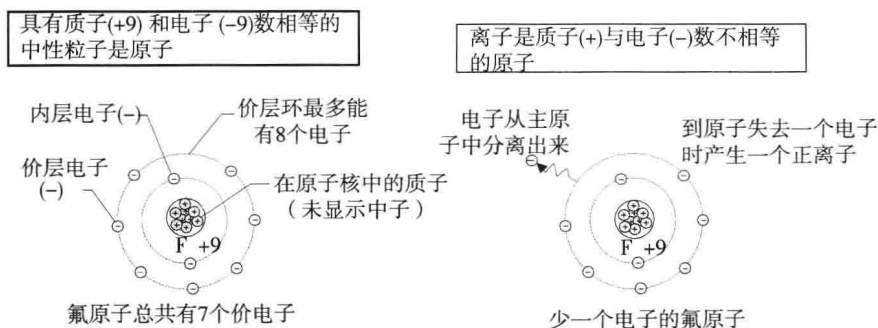 具有质子(+9) 和电子 (−9)数相等的
中性粒子是原子
内层电子(−)
价层环最多能
有8个电子
价层电子
(−)
在原子核中的质子
（未显示中子）
F +9
氟原子总共有7个价电子
离子是质子(+)与电子(−)数不相等
的原子
电子从主原
子中分离出来
到原子失去一个电子
时产生一个正离子
F +9
少一个电子的氟原子